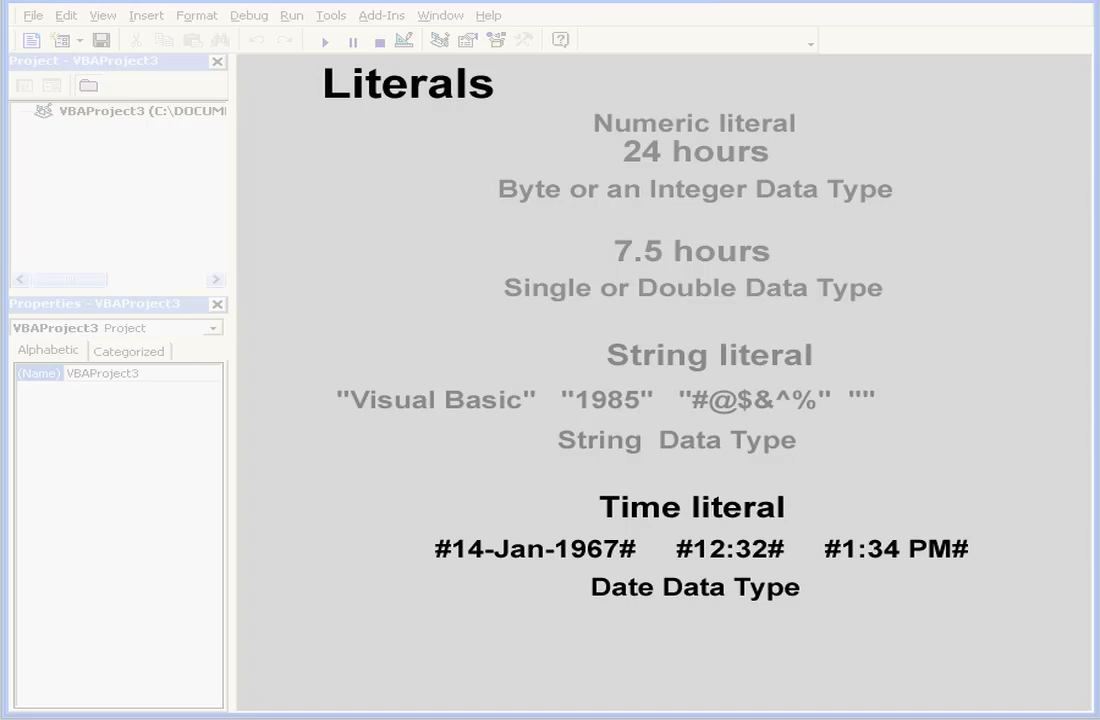 File Edit View Insert Format Debug Run Tools Add-Ins Window Help
Project - VBAProject3
VBAProject3 (C:\DOCUM
Properties - VBAProject3
VBAProject3 Project
Alphabetic Categorized
(Name) VBAProject3
Literals
Numeric literal
24 hours
Byte or an Integer Data Type
7.5 hours
Single or Double Data Type
String literal
"Visual Basic" "1985" "#@$&^%" ""
String Data Type
Time literal
#14-Jan-1967# #12:32# #1:34 PM#
Date Data Type